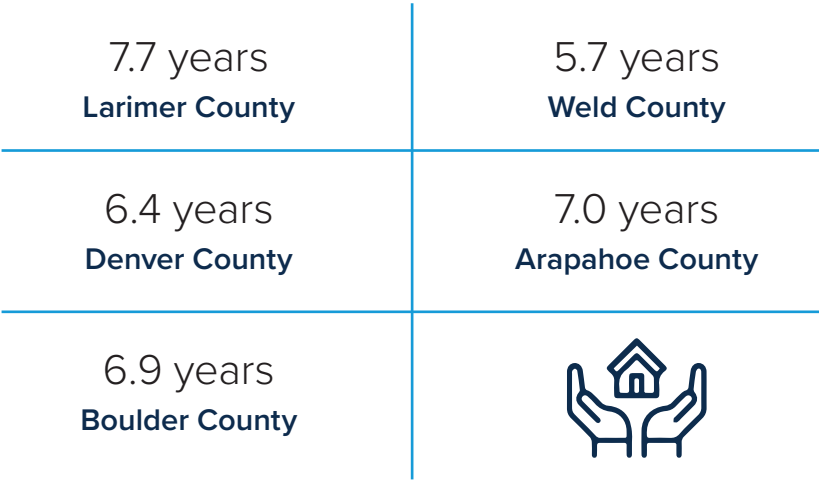 7.7 years
Larimer County
5.7 years
Weld County
6.4 years
Denver County
7.0 years
Arapahoe County
6.9 years
Boulder County